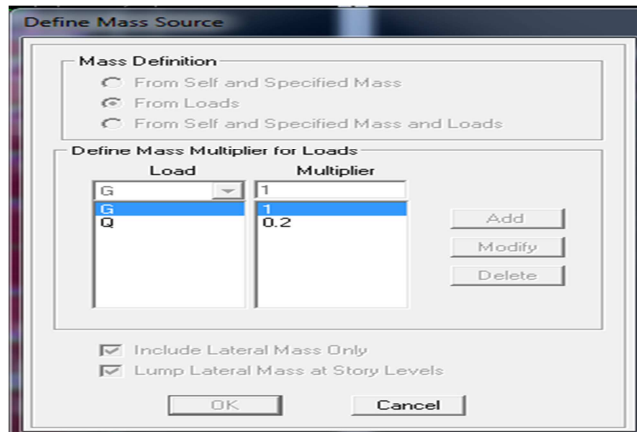 Define Mass Source
Mass Definition
From Self and Specified Mass
From Loads
From Self and Specified Mass and Loads
Define Mass Multiplier for Loads
Load Multiplier
G 1
G 1
Q 0.2
Add
Modify
Delete
Include Lateral Mass Only
Lump Lateral Mass at Story Levels
OK Cancel